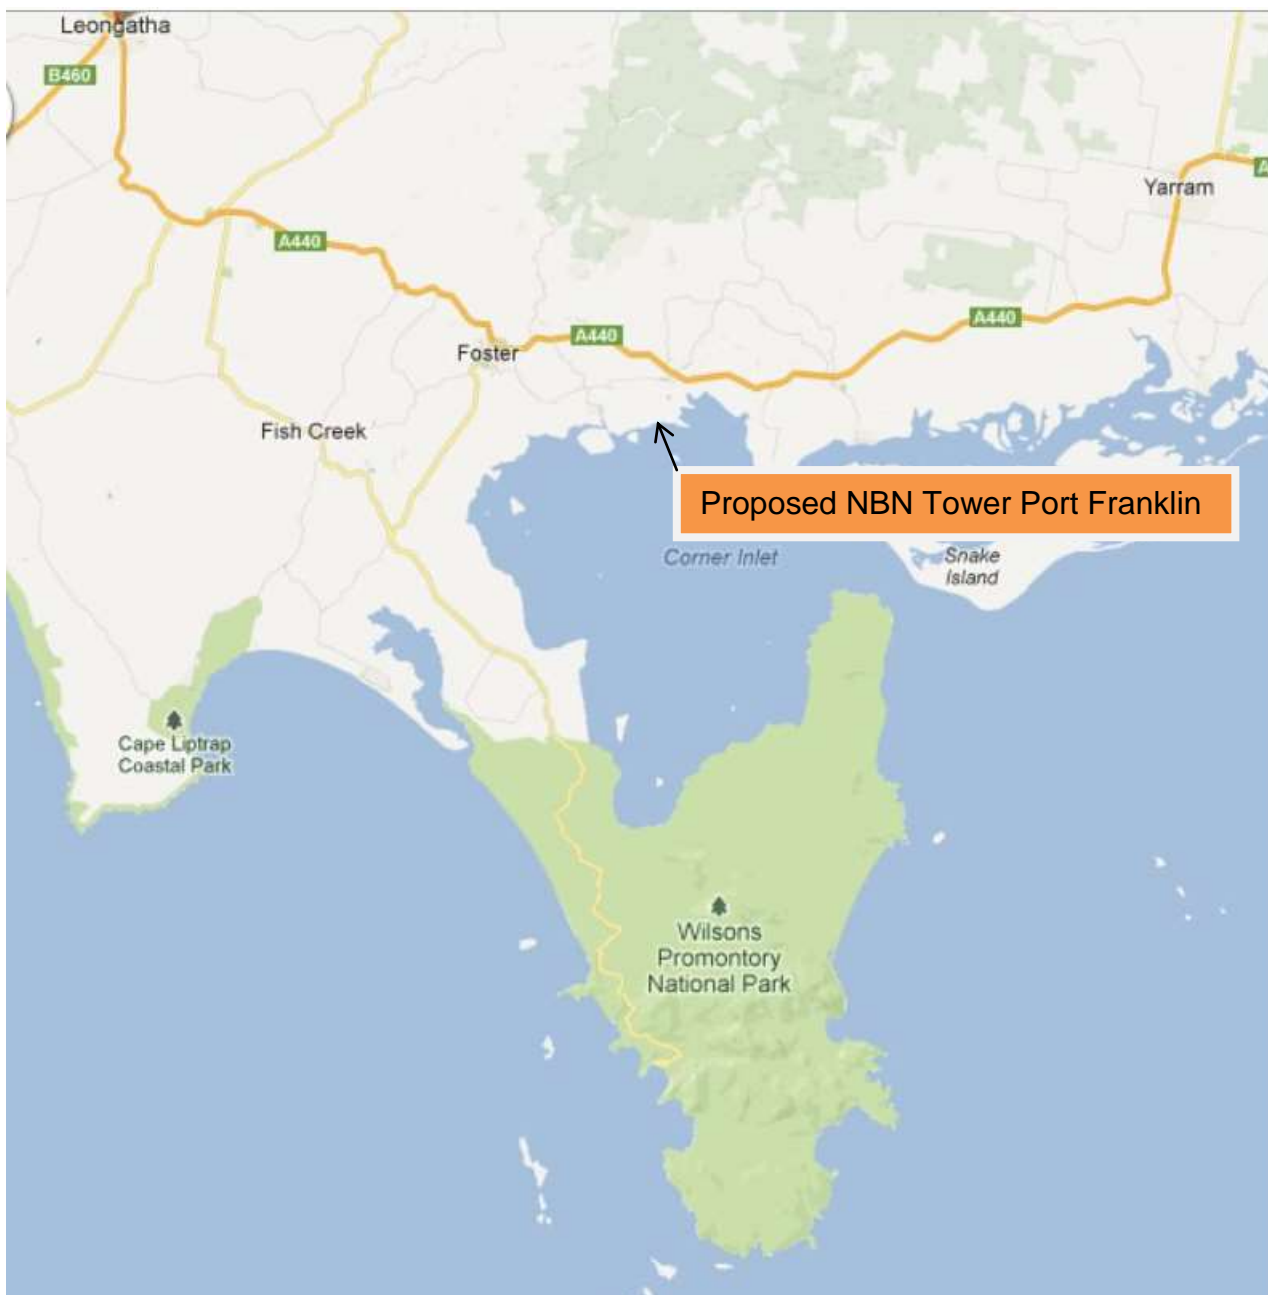 Leongatha
B460
Yarram
A440
A440
A440
Foster
Fish Creek
Proposed NBN Tower Port Franklin
Corner Inlet
Snake
Island
Cape Liptrap
Coastal Park
Wilsons
Promontory
National Park